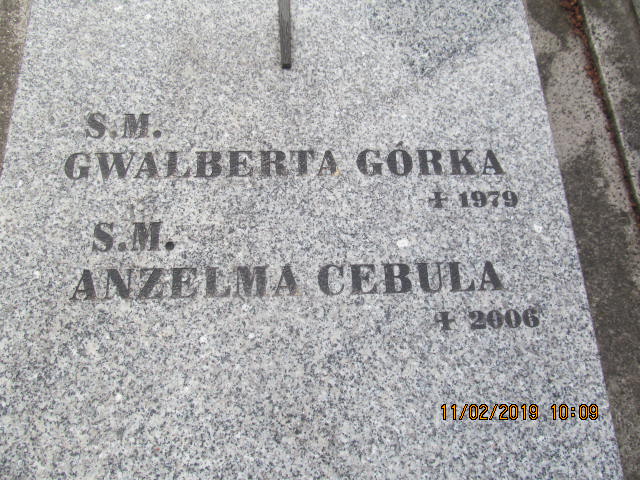 S.M.
GWALBERTA GÓRKA
✝ 1979
S.M.
ANZELMA CEBULA
✝ 2006
11/02/2019 10:09